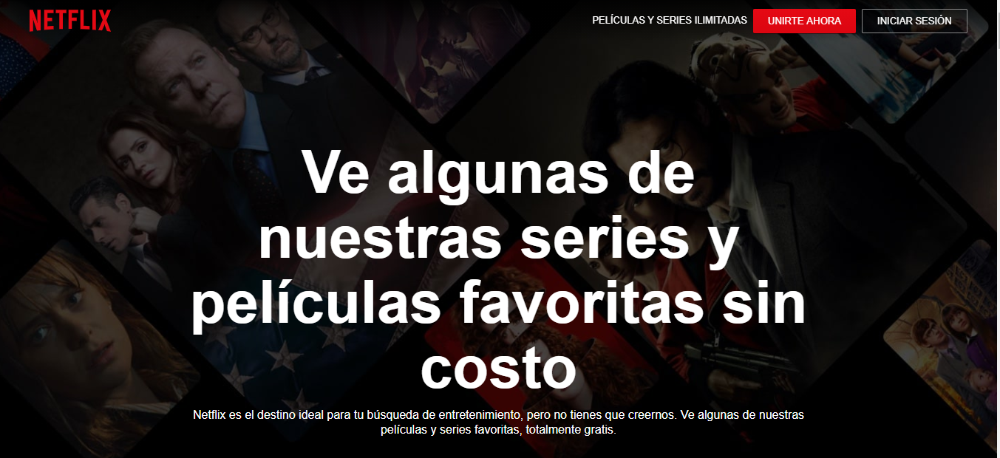 NETFLIX
PELÍCULAS Y SERIES ILIMITADAS
UNIRTE AHORA
INICIAR SESIÓN
Ve algunas de
nuestras series y
películas favoritas sin
costo
Netflix es el destino ideal para tu búsqueda de entretenimiento, pero no tienes que creernos. Ve algunas de nuestras
películas y series favoritas, totalmente gratis.